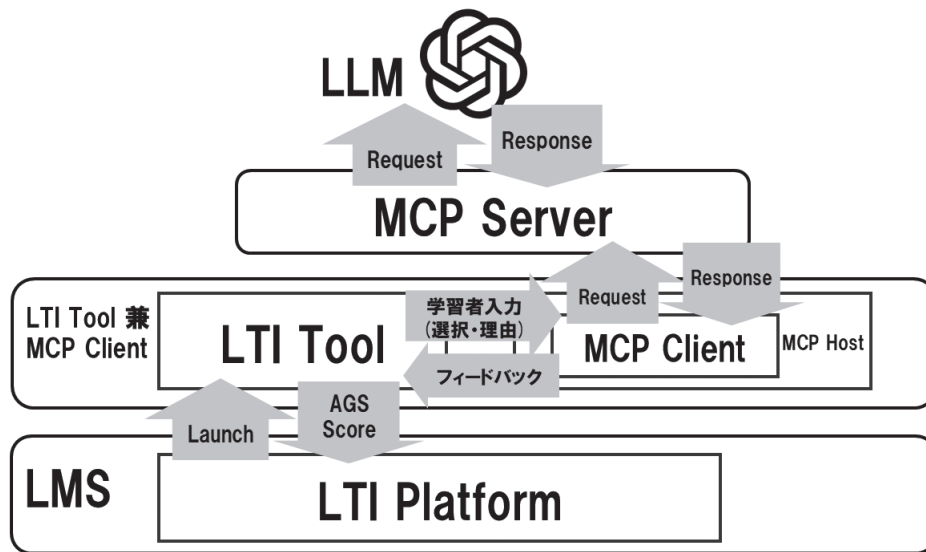 LLM
Request
Response
MCP Server
LTI Tool 兼
MCP Client
LTI Tool
学習者入力
(選択・理由)
フィードバック
Request
Response
MCP Client
MCP Host
Launch
AGS
Score
LMS
LTI Platform